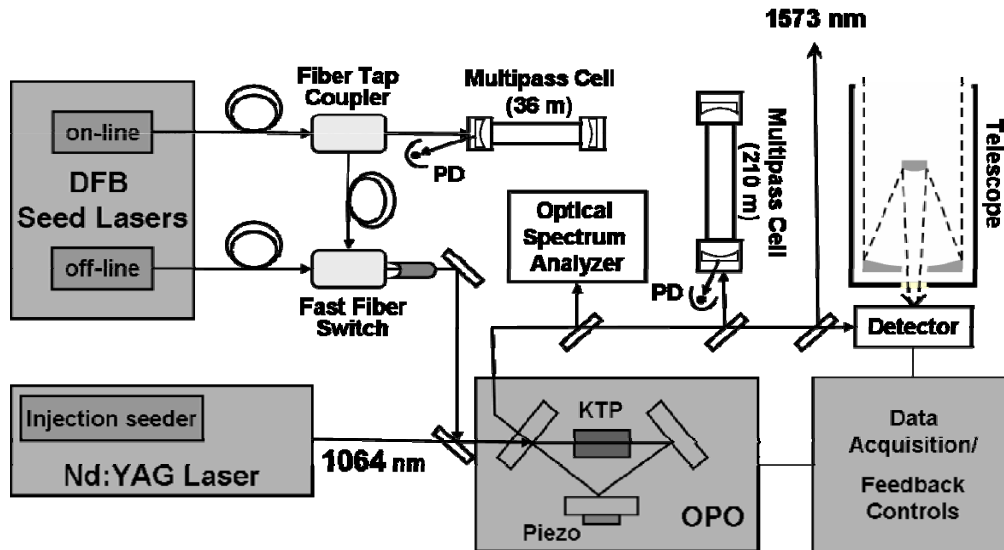 1573 nm
Fiber Tap
Coupler
Multipass Cell
(36 m)
on-line
PD
DFB
Seed Lasers
off-line
Fast Fiber
Switch
Optical
Spectrum
Analyzer
Multipass Cell
(210 m)
PD
Telescope
Detector
Injection seeder
Nd:YAG Laser
1064 nm
KTP
Piezo
OPO
Data
Acquisition/
Feedback
Controls